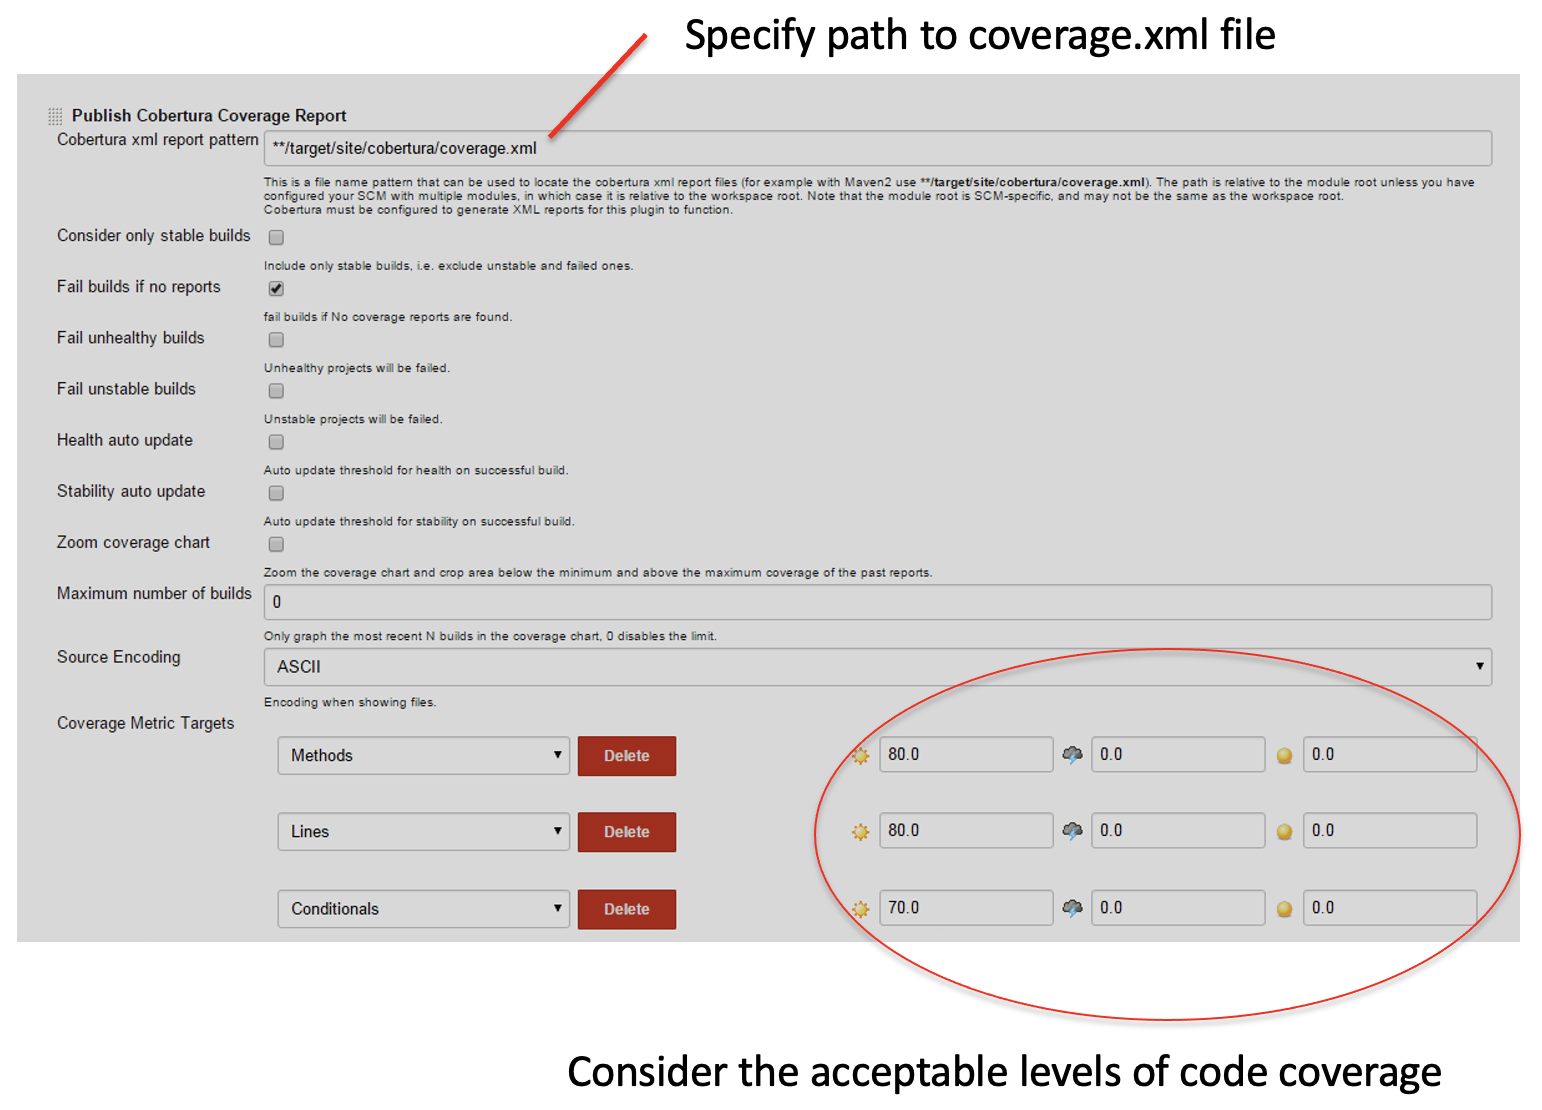 Specify path to coverage.xml file
Publish Cobertura Coverage Report
Cobertura xml report pattern
**/target/site/cobertura/coverage.xml
This is a file name pattern that can be used to locate the cobertura xml report files (for example with Maven2 use **/target/site/cobertura/coverage.xml). The path is relative to the module root unless you have
configured your SCM with multiple modules, in which case it is relative to the workspace root. Note that the module root is SCM-specific, and may not be the same as the workspace root.
Cobertura must be configured to generate XML reports for this plugin to function.
Consider only stable builds
Include only stable builds, i.e. exclude unstable and failed ones.
Fail builds if no reports
fail builds if No coverage reports are found.
Fail unhealthy builds
Unhealthy projects will be failed.
Fail unstable builds
Unstable projects will be failed.
Health auto update
Auto update threshold for health on successful build.
Stability auto update
Auto update threshold for stability on successful build.
Zoom coverage chart
Zoom the coverage chart and crop area below the minimum and above the maximum coverage of the past reports.
Maximum number of builds
0
Only graph the most recent N builds in the coverage chart, 0 disables the limit.
Source Encoding
ASCII
Encoding when showing files.
Coverage Metric Targets
Methods Delete 80.0 0.0 0.0
Lines Delete 80.0 0.0 0.0
Conditionals Delete 70.0 0.0 0.0
Consider the acceptable levels of code coverage